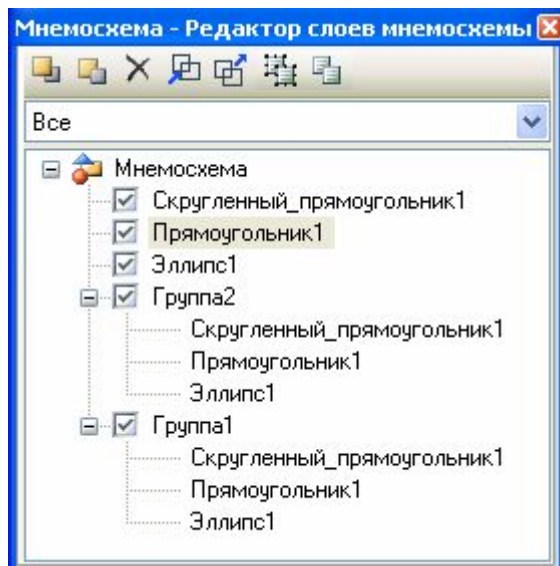 Мнемосхема - Редактор слоев мнемосхемы
Все
Мнемосхема
Скругленный_прямоугольник1
Прямоугольник1
Эллипс1
Группа2
Скругленный_прямоугольник1
Прямоугольник1
Эллипс1
Группа1
Скругленный_прямоугольник1
Прямоугольник1
Эллипс1